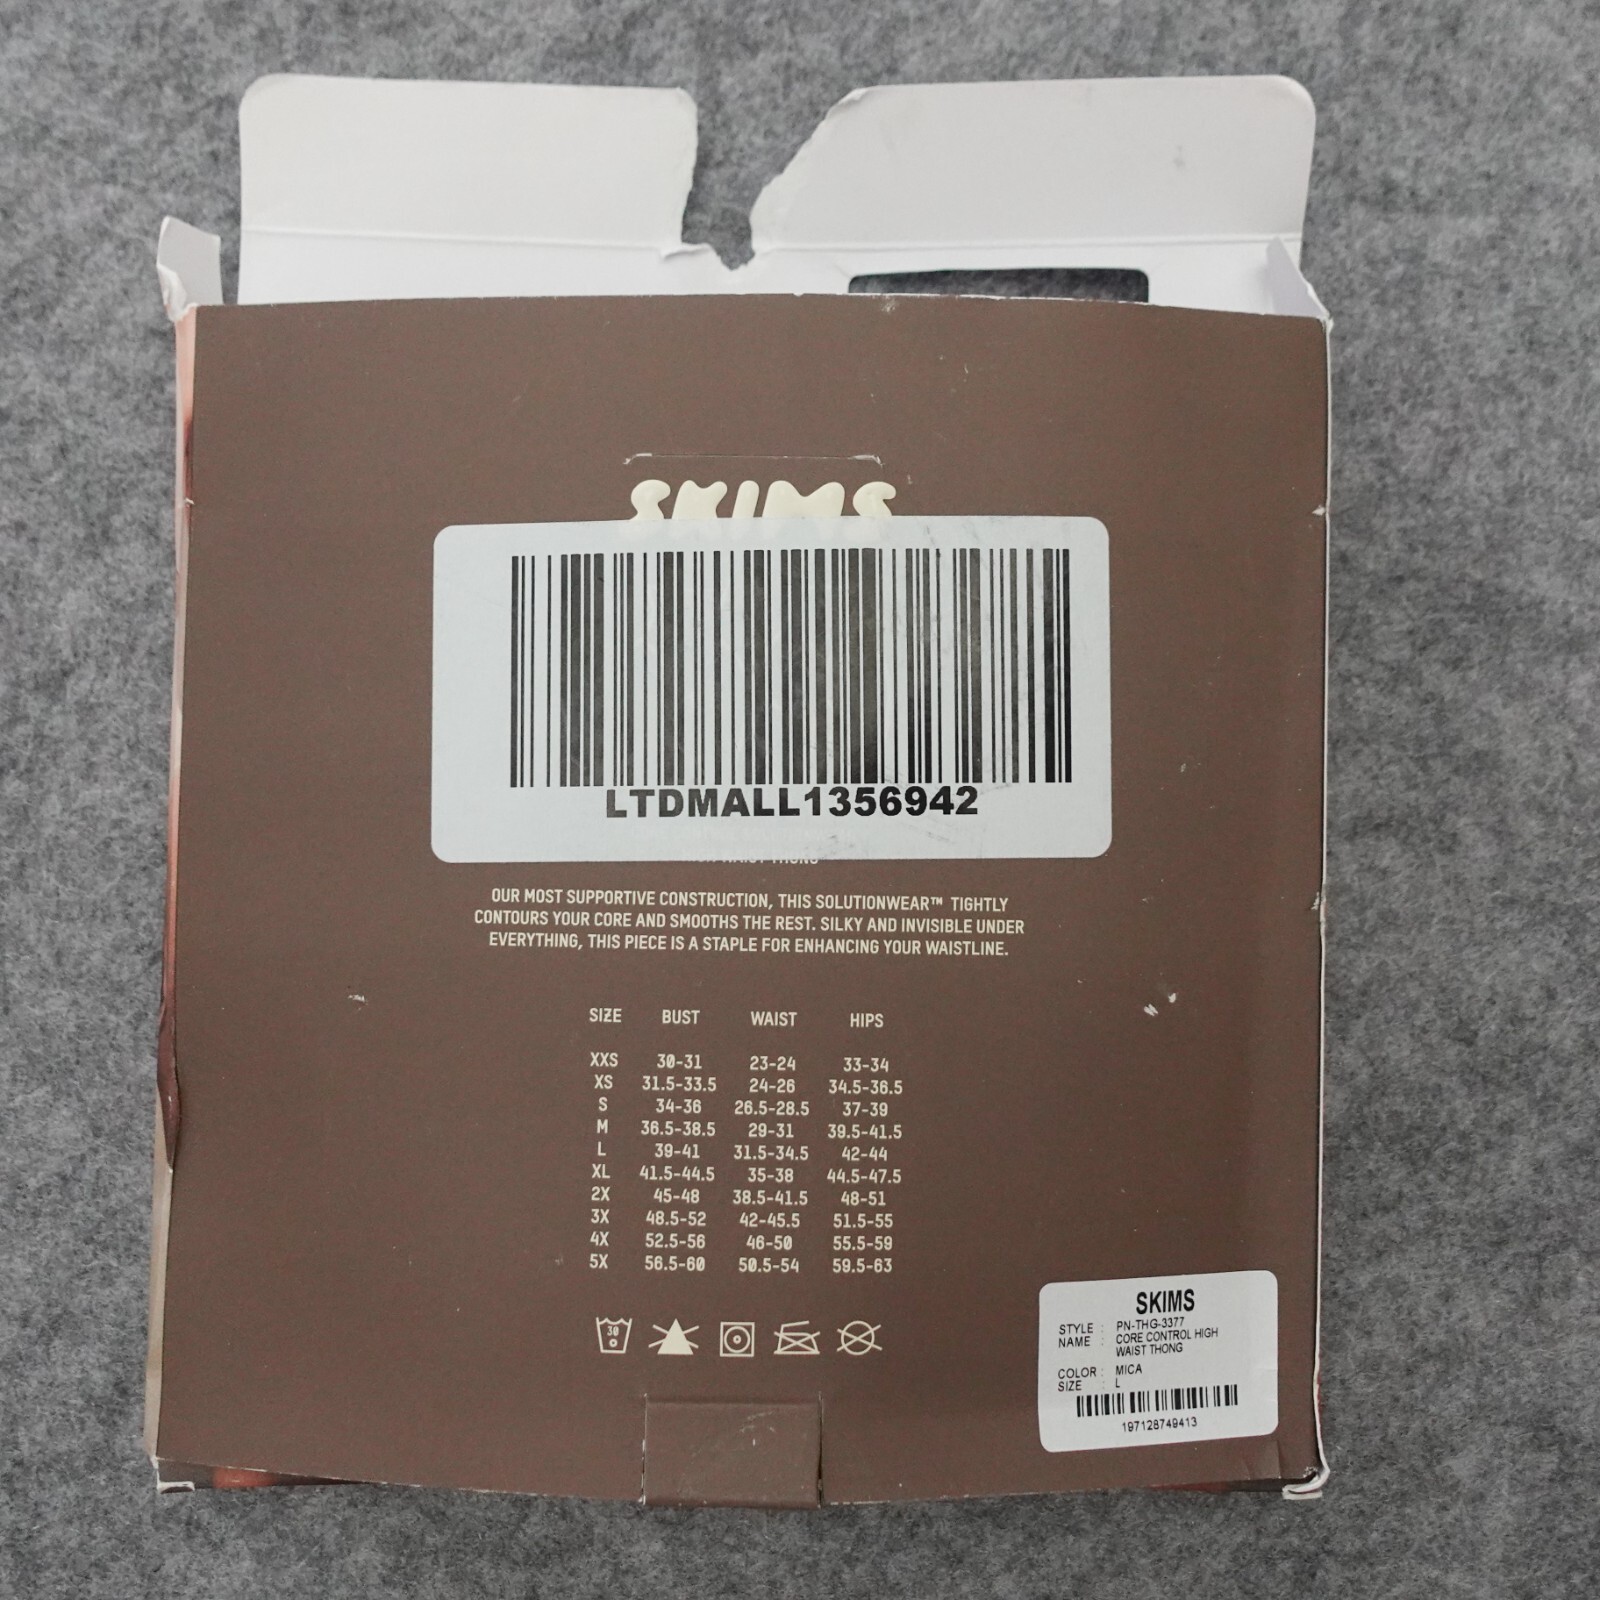 SKIMS
LTDMALL1356942
WAIST THONG
OUR MOST SUPPORTIVE CONSTRUCTION, THIS SOLUTIONWEAR™ TIGHTLY
CONTOURS YOUR CORE AND SMOOTHS THE REST. SILKY AND INVISIBLE UNDER
EVERYTHING, THIS PIECE IS A STAPLE FOR ENHANCING YOUR WAISTLINE.
SIZE BUST WAIST HIPS
XXS 30-31 23-24 33-34
XS 31.5-33.5 24-26 34.5-36.5
S 34-36 26.5-28.5 37-39
M 36.5-38.5 29-31 39.5-41.5
L 39-41 31.5-34.5 42-44
XL 41.5-44.5 35-38 44.5-47.5
2X 45-48 38.5-41.5 48-51
3X 48.5-52 42-45.5 51.5-55
4X 52.5-56 46-50 55.5-59
5X 56.5-60 50.5-54 59.5-63
30
SKIMS
STYLE : PN-THG-3377
NAME : CORE CONTROL HIGH
WAIST THONG
COLOR : MICA
SIZE : L
197128749413